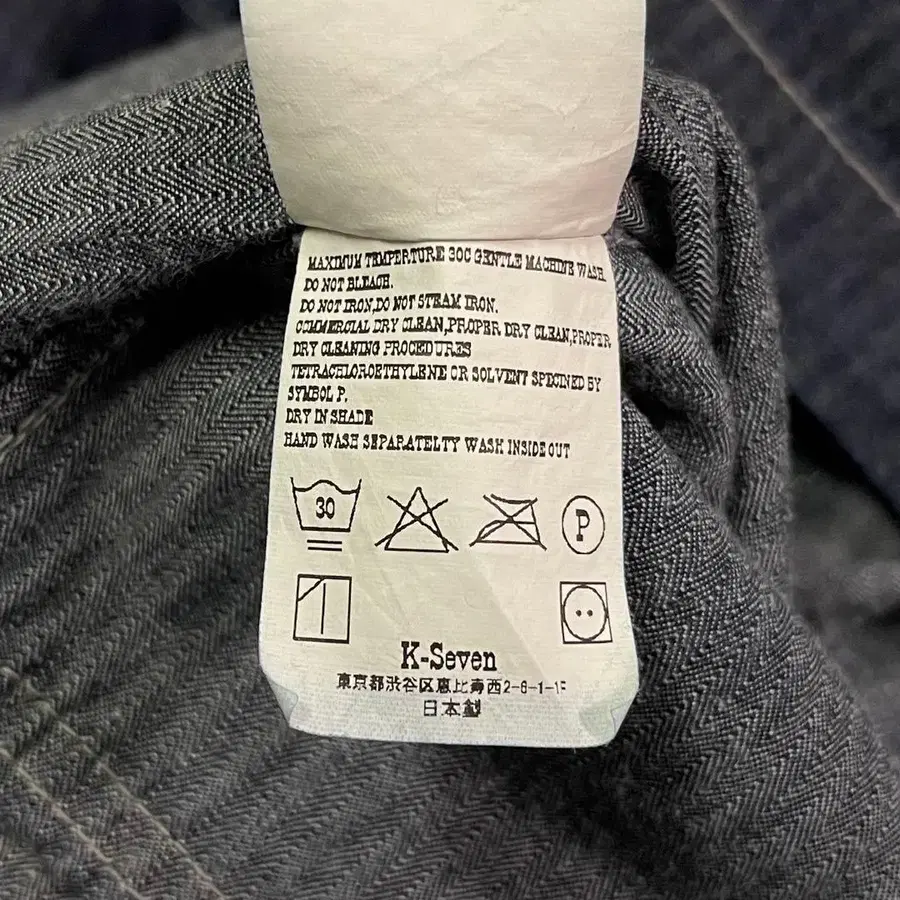 MAXIMUM TEMPERTURE 30C GENTLE MACHINE WASH.
DO NOT BLEACH.
DO NOT IRON,DO NOT STEAM IRON.
COMMERCIAL DRY CLEAN,PROPER DRY CLEAN,PROPER
DRY CLEANING PROCEDURES
TETRACHLOROETHYLENE OR SOLVENT SPECINED BY
SYMBOL P.
DRY IN SHADE
HAND WASH SEPARATELTY WASH INSIDE OUT
30
P
K-Seven
東京都渋谷区恵比寿西2-6-1-1F
日本製